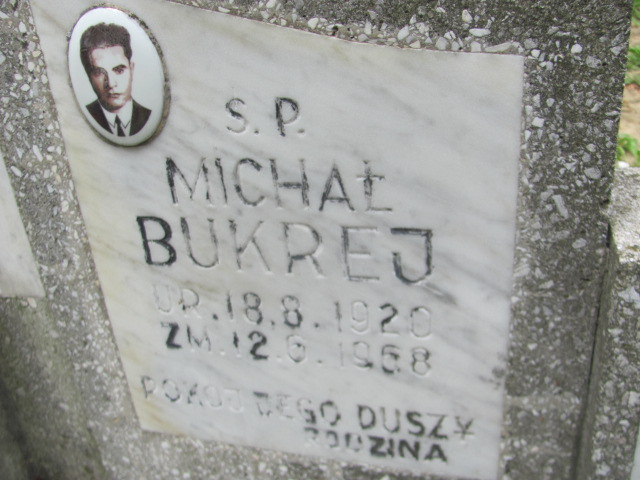 Ś.P.
MICHAŁ
BUKREJ
UR.18.8.1920
ZM.12.6.1968
POKÓJ JEGO DUSZY
RODZINA